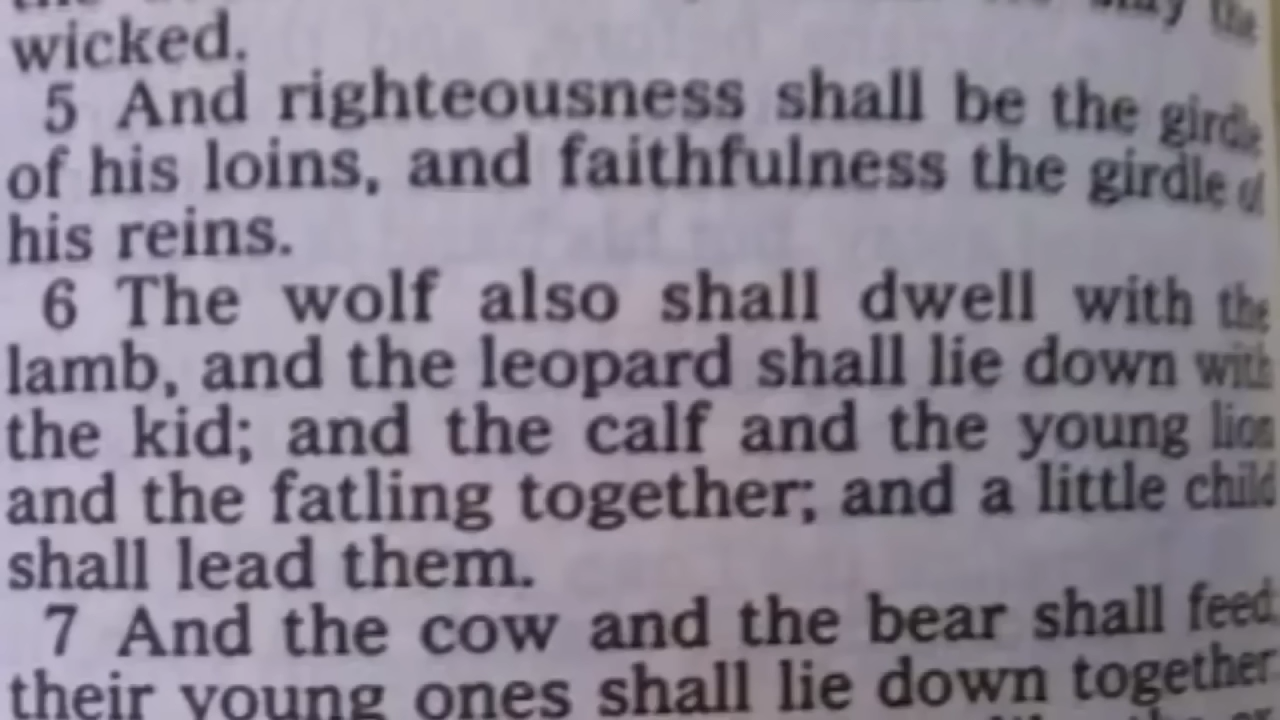 the
wicked.
5 And righteousness shall be the girdle
of his loins, and faithfulness the girdle of
his reins.
6 The wolf also shall dwell with the
lamb, and the leopard shall lie down with
the kid; and the calf and the young lion
and the fatling together; and a little child
shall lead them.
7 And the cow and the bear shall feed;
their young ones shall lie down together: